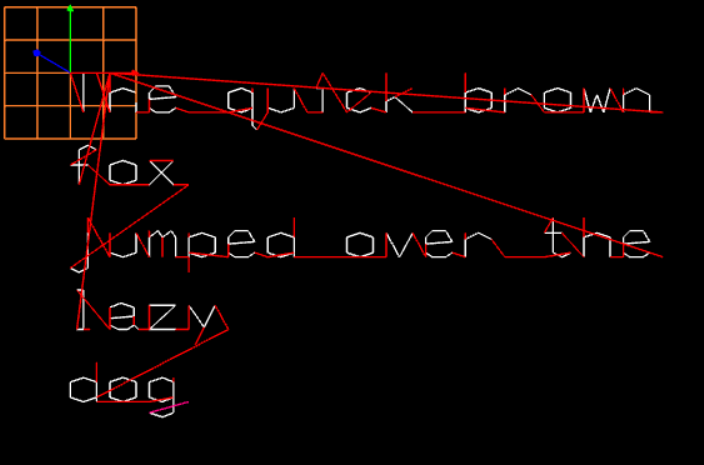 The quick brown
fox
jumped over the
lazy
dog